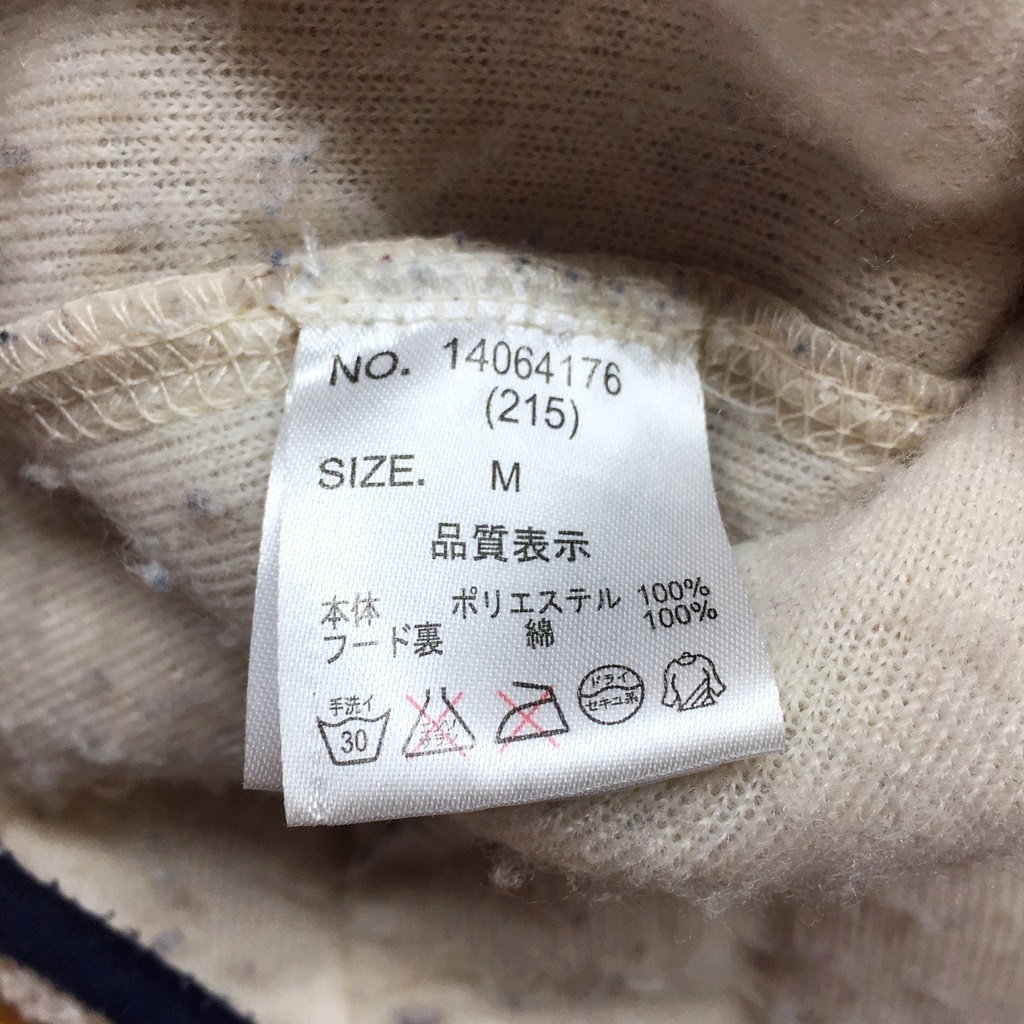 NO. 14064176
(215)
SIZE. M
品質表示
本体 ポリエステル 100%
フード裏 綿 100%
手洗イ
30
ドライ
セキユ系